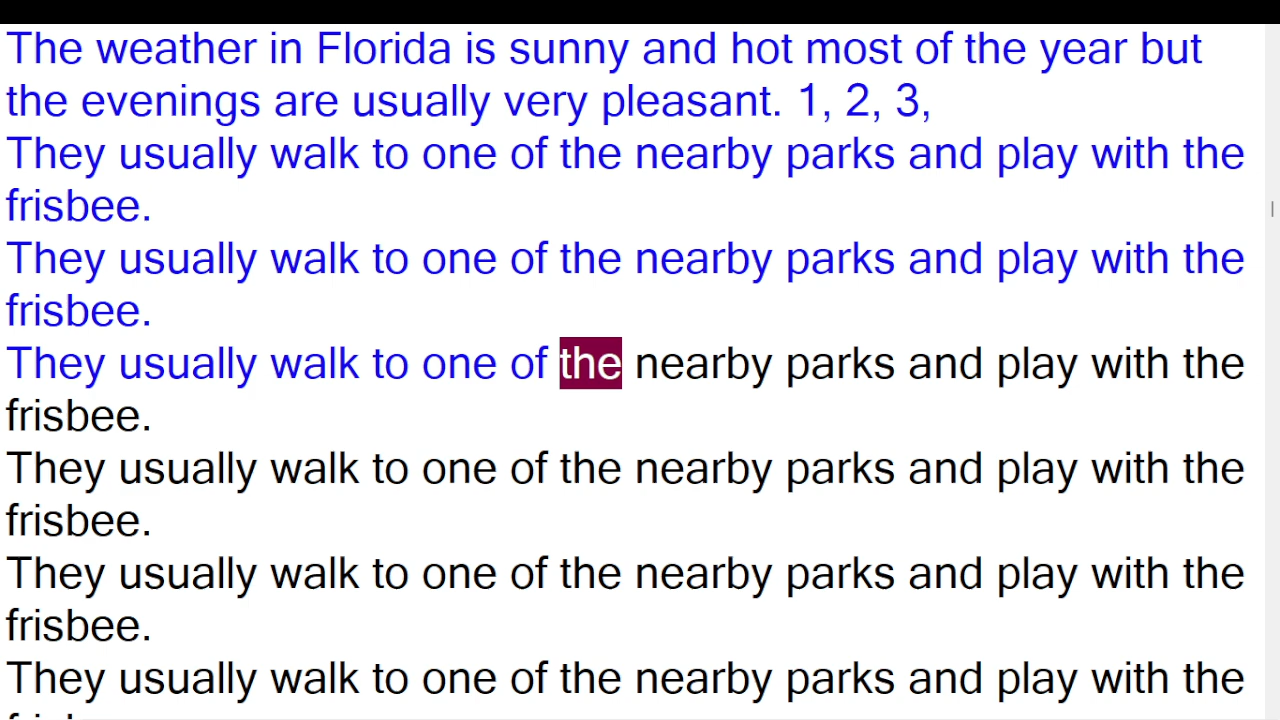 The weather in Florida is sunny and hot most of the year but
the evenings are usually very pleasant. 1, 2, 3,
They usually walk to one of the nearby parks and play with the
frisbee.
They usually walk to one of the nearby parks and play with the
frisbee.
They usually walk to one of the nearby parks and play with the
frisbee.
They usually walk to one of the nearby parks and play with the
frisbee.
They usually walk to one of the nearby parks and play with the
frisbee.
They usually walk to one of the nearby parks and play with the